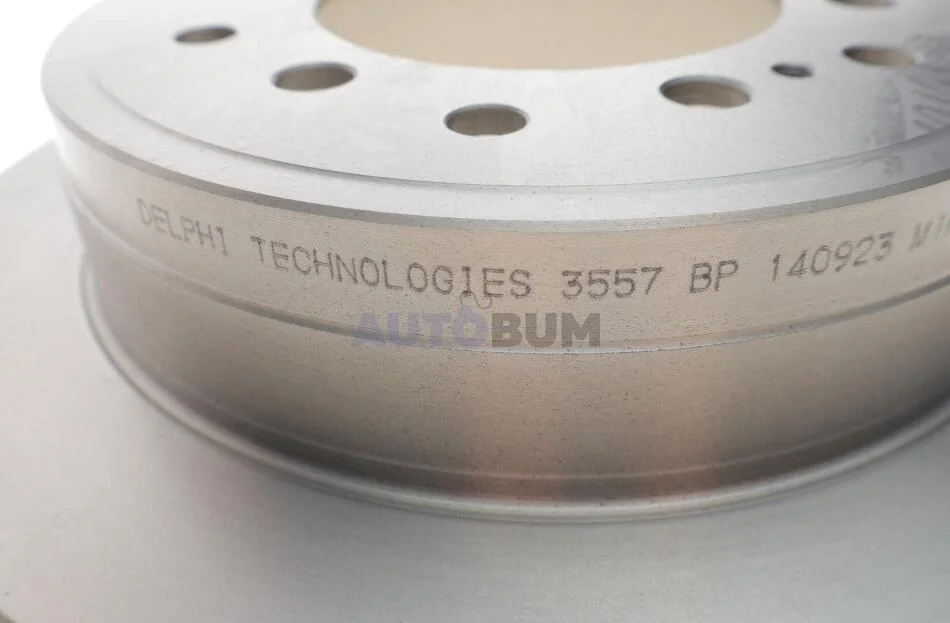 DELPHI TECHNOLOGIES 3557 BP 140923
AUTOBUM